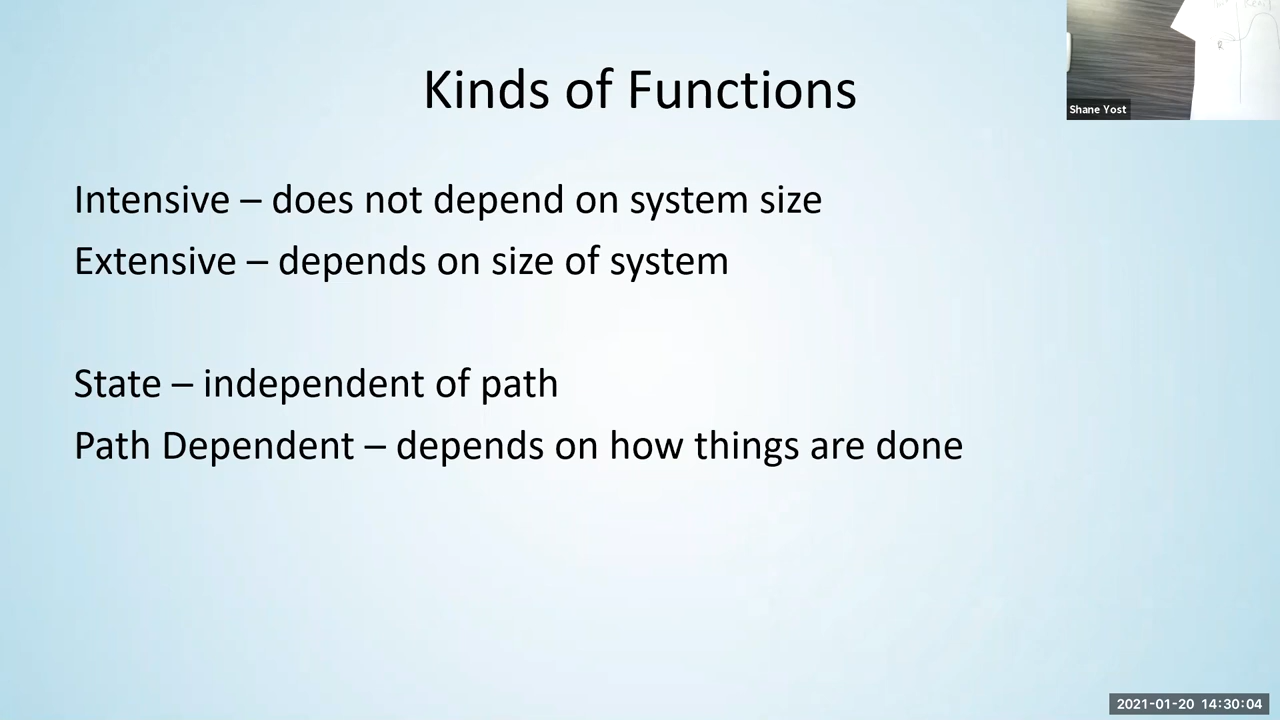 Kinds of Functions
Shane Yost
Intensive – does not depend on system size
Extensive – depends on size of system
State – independent of path
Path Dependent – depends on how things are done
2021-01-20 14:30:04